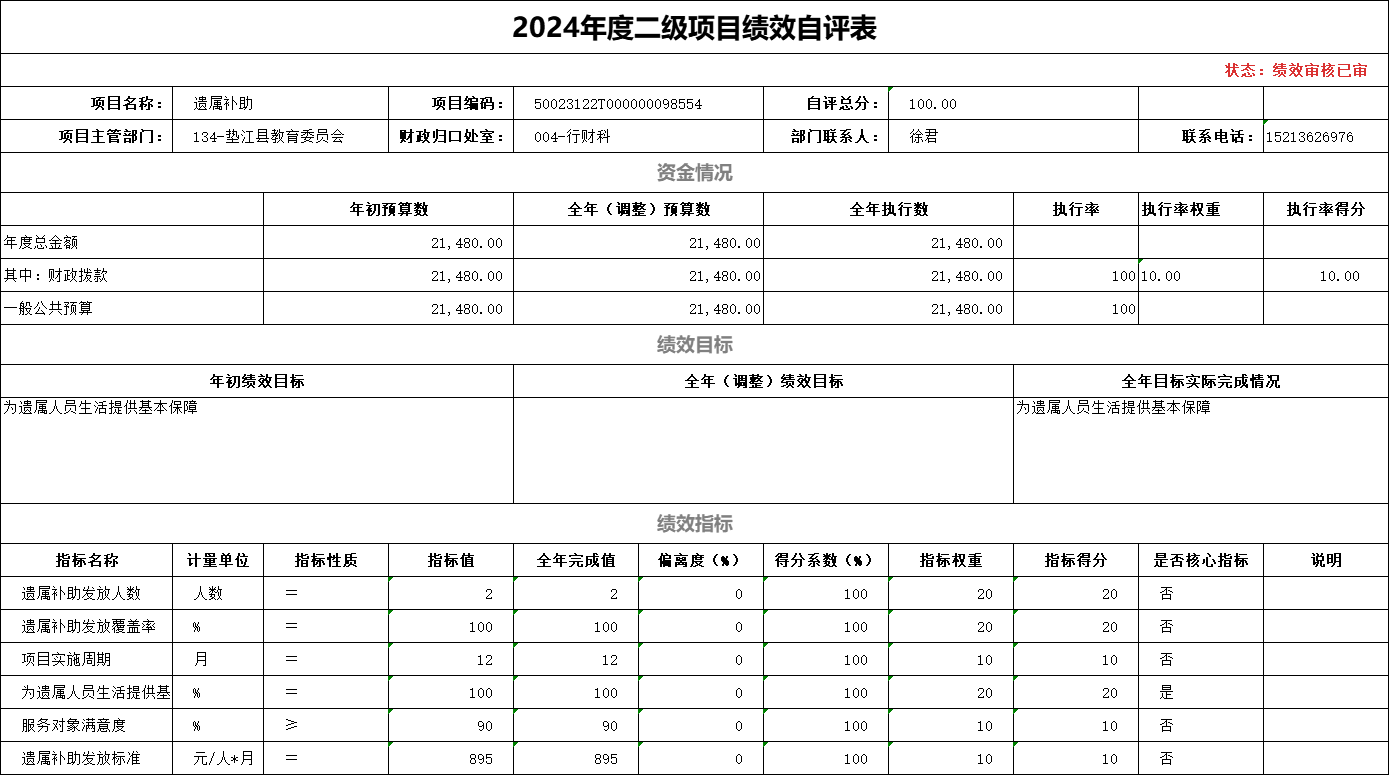 2024年度二级项目绩效自评表
状态：绩效审核已审
项目名称： 遗属补助 项目编码： 50023122T000000098554 自评总分： 100.00
项目主管部门： 134-垫江县教育委员会 财政归口处室： 004-行财科 部门联系人： 徐君 联系电话： 15213626976
资金情况
年初预算数 全年（调整）预算数 全年执行数 执行率 执行率权重 执行率得分
年度总金额 21,480.00 21,480.00 21,480.00
其中：财政拨款 21,480.00 21,480.00 21,480.00 100 10.00 10.00
一般公共预算 21,480.00 21,480.00 21,480.00 100
绩效目标
年初绩效目标 全年（调整）绩效目标 全年目标实际完成情况
为遗属人员生活提供基本保障 为遗属人员生活提供基本保障
绩效指标
指标名称 计量单位 指标性质 指标值 全年完成值 偏离度（%） 得分系数（%） 指标权重 指标得分 是否核心指标 说明
遗属补助发放人数 人数 ＝ 2 2 0 100 20 20 否
遗属补助发放覆盖率 % ＝ 100 100 0 100 20 20 否
项目实施周期 月 ＝ 12 12 0 100 10 10 否
为遗属人员生活提供基 % ＝ 100 100 0 100 20 20 是
服务对象满意度 % ≥ 90 90 0 100 10 10 否
遗属补助发放标准 元/人*月 ＝ 895 895 0 100 10 10 否